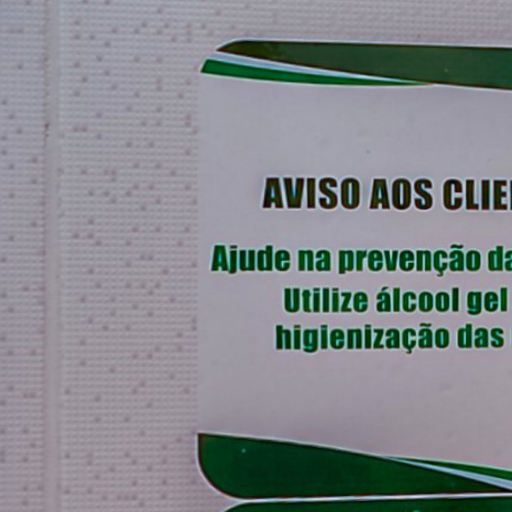 AVISO AOS CLIE
Ajude na prevenção da
Utilize álcool gel
higienização das